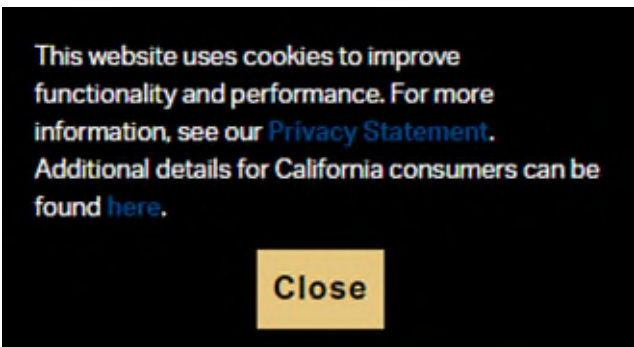 This website uses cookies to improve
functionality and performance. For more
information, see our Privacy Statement.
Additional details for California consumers can be
found here.
Close